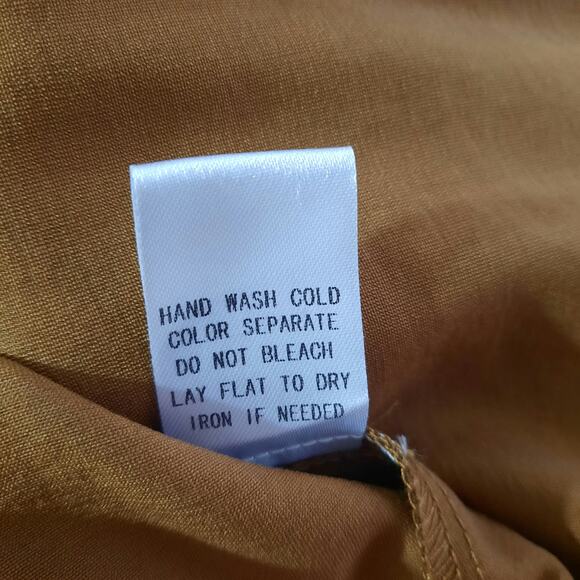 HAND WASH COLD
COLOR SEPARATE
DO NOT BLEACH
LAY FLAT TO DRY
IRON IF NEEDED